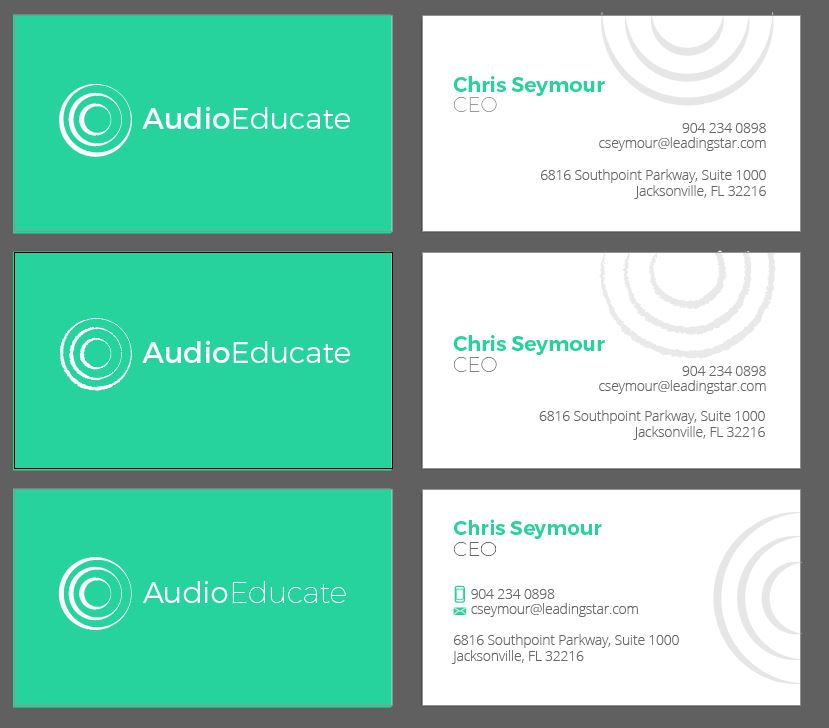 AudioEducate
Chris Seymour
CEO
904 234 0898
cseymour@leadingstar.com
6816 Southpoint Parkway, Suite 1000
Jacksonville, FL 32216
AudioEducate
Chris Seymour
CEO
904 234 0898
cseymour@leadingstar.com
6816 Southpoint Parkway, Suite 1000
Jacksonville, FL 32216
AudioEducate
Chris Seymour
CEO
904 234 0898
cseymour@leadingstar.com
6816 Southpoint Parkway, Suite 1000
Jacksonville, FL 32216